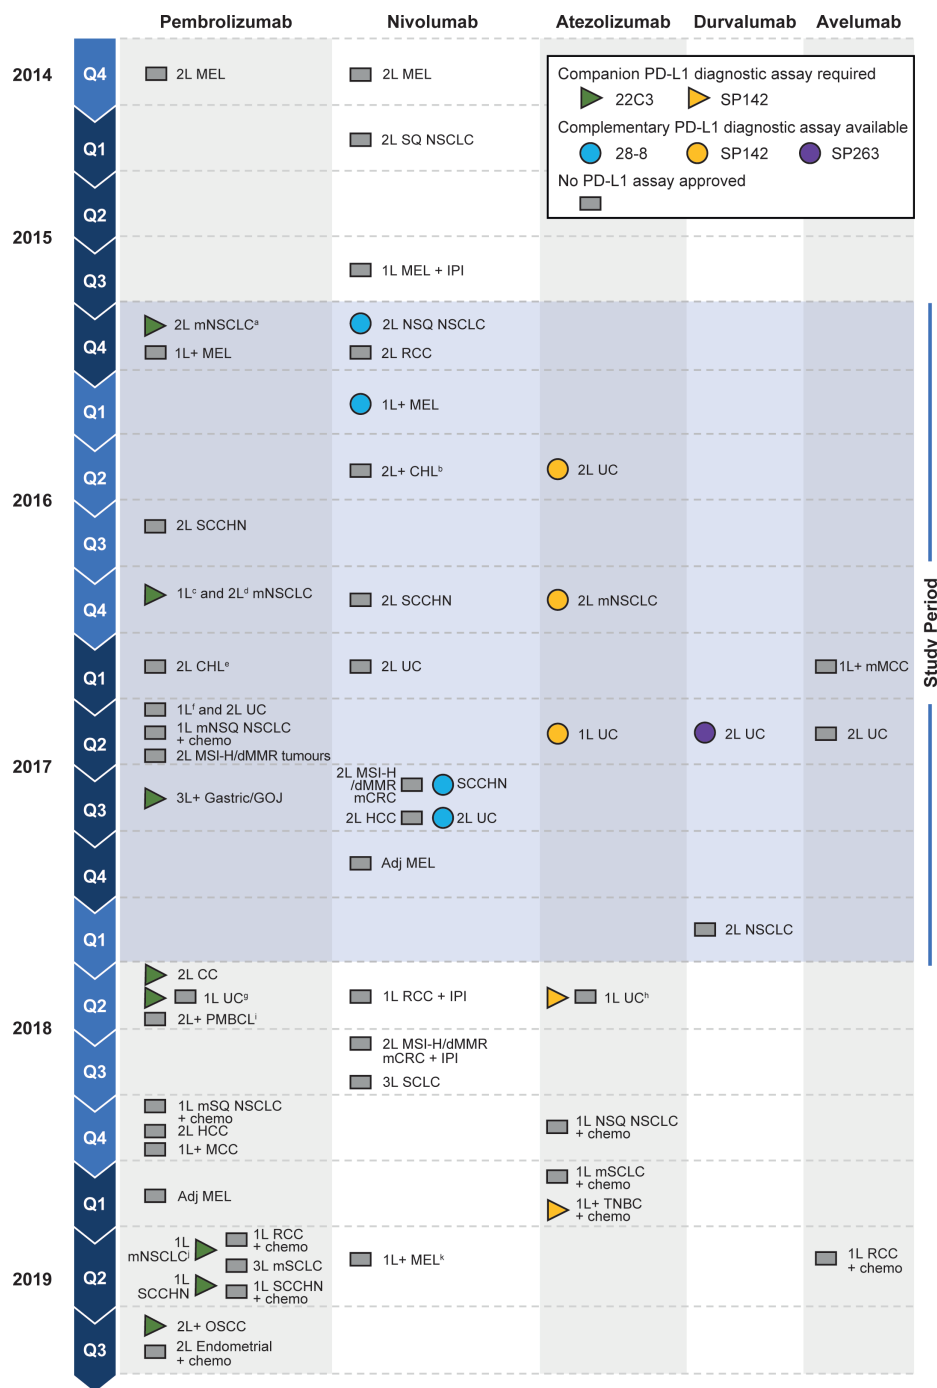 Pembrolizumab
Nivolumab
Atezolizumab
Durvalumab
Avelumab
Companion PD-L1 diagnostic assay required
22C3
SP142
Complementary PD-L1 diagnostic assay available
28-8
SP142
SP263
No PD-L1 assay approved
2014
Q4
2L MEL
2L MEL
Q1
2L SQ NSCLC
Q2
2015
Q3
1L MEL + IPI
Q4
2L mNSCLCᵃ
1L+ MEL
2L NSQ NSCLC
2L RCC
Q1
1L+ MEL
Q2
2L+ CHLᵇ
2L UC
2016
Q3
2L SCCHN
Q4
1Lᶜ and 2Lᵈ mNSCLC
2L SCCHN
2L mNSCLC
Study Period
Q1
2L CHLᵉ
2L UC
1L+ mMCC
Q2
1Lᶠ and 2L UC
1L mNSQ NSCLC
+ chemo
2L MSI-H/dMMR tumours
1L UC
2L UC
2L UC
2017
Q3
3L+ Gastric/GOJ
2L MSI-H
/dMMR
mCRC
SCCHN
2L HCC
2L UC
Q4
Adj MEL
Q1
2L NSCLC
Q2
2L CC
1L UCᵍ
2L+ PMBCLⁱ
1L RCC + IPI
1L UCʰ
2018
Q3
2L MSI-H/dMMR
mCRC + IPI
3L SCLC
Q4
1L mSQ NSCLC
+ chemo
2L HCC
1L+ MCC
1L NSQ NSCLC
+ chemo
Q1
Adj MEL
1L mSCLC
+ chemo
1L+ TNBC
+ chemo
2019
Q2
1L
mNSCLCʲ
1L RCC
+ chemo
3L mSCLC
1L
SCCHN
1L SCCHN
+ chemo
1L+ MELᵏ
1L RCC
+ chemo
Q3
2L+ OSCC
2L Endometrial
+ chemo